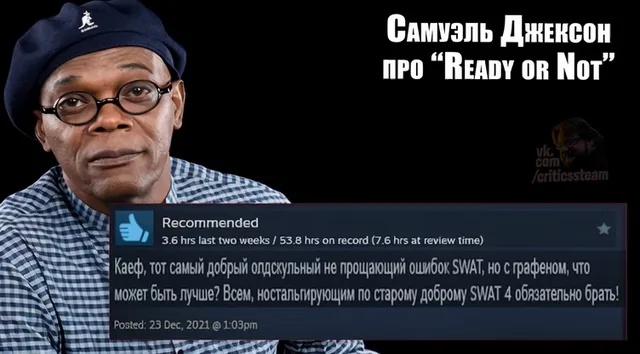 Самуэль Джексон
про “Ready or Not”
vk.
com
/criticssteam
Recommended
3.6 hrs last two weeks / 53.8 hrs on record (7.6 hrs at review time)
Каеф, тот самый добрый олдскульный не прощающий ошибок SWAT, но с графеном, что
может быть лучше? Всем, ностальгирующим по старому доброму SWAT 4 обязательно брать!
Posted: 23 Dec, 2021 @ 1:03pm